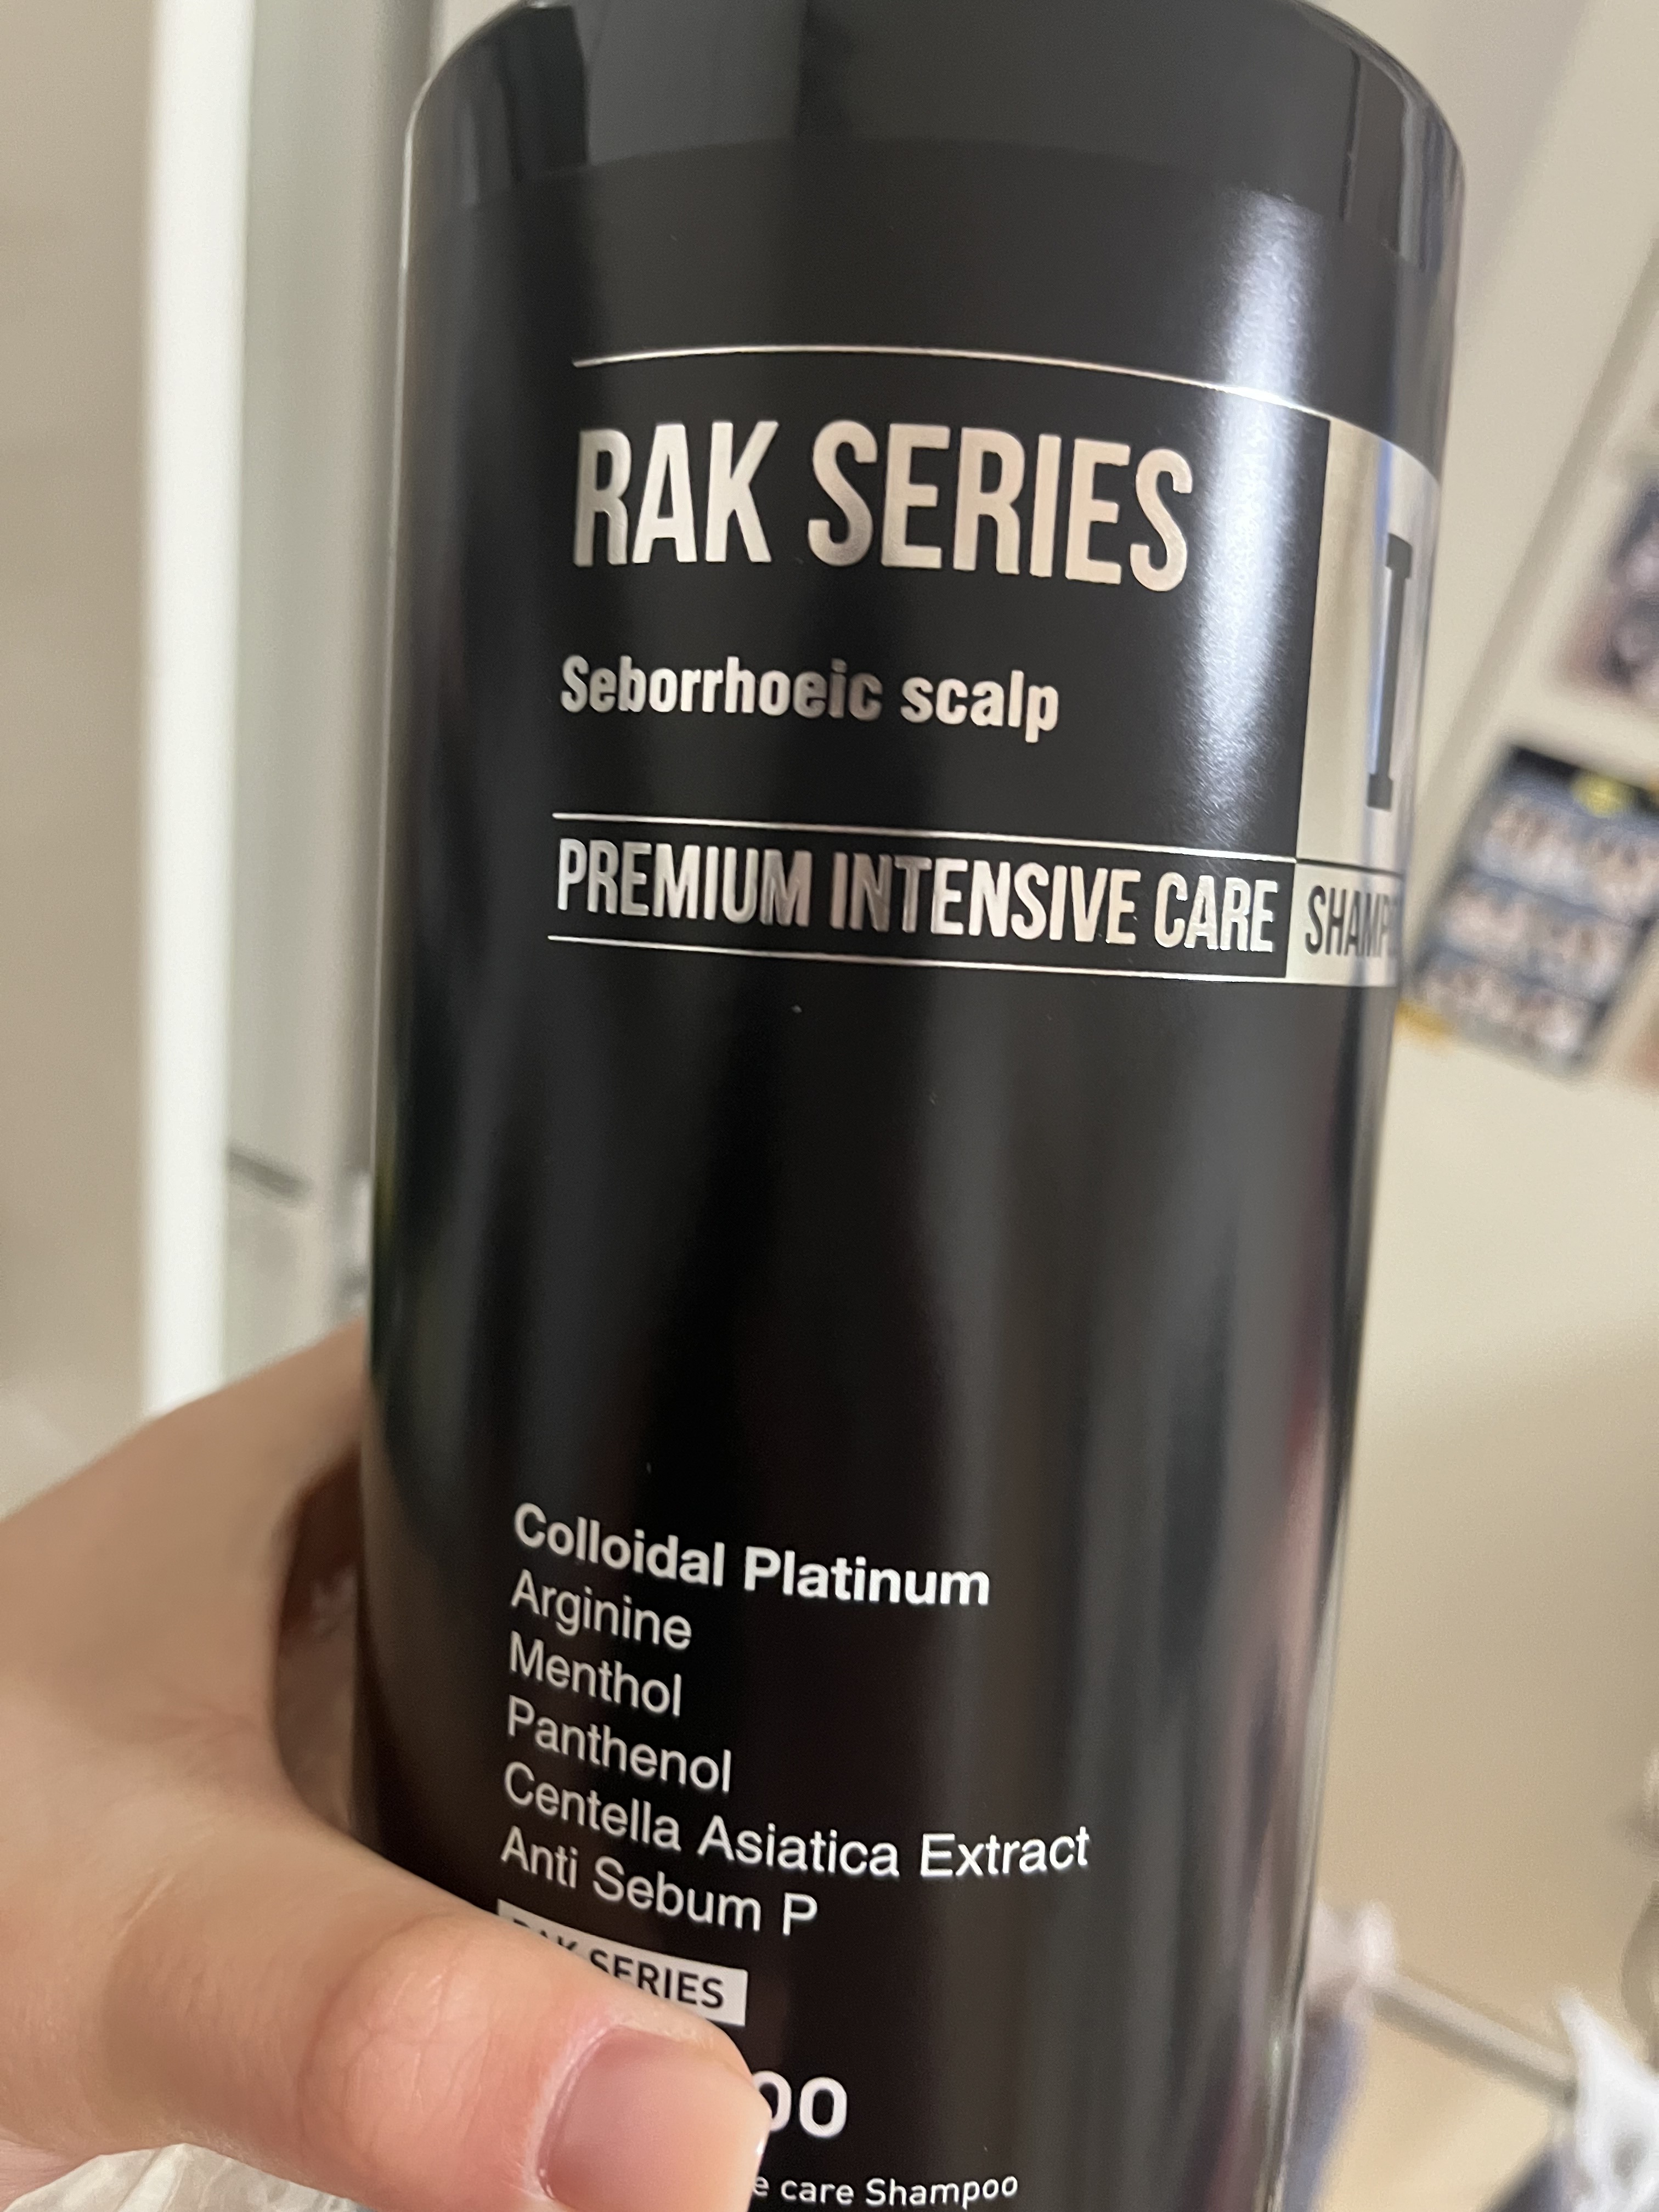 RAK SERIES
I
Seborrhoeic scalp
PREMIUM INTENSIVE CARE
Colloidal Platinum
Arginine
Menthol
Panthenol
Centella Asiatica Extract
Anti Sebum P
SERIES
care Shampoo